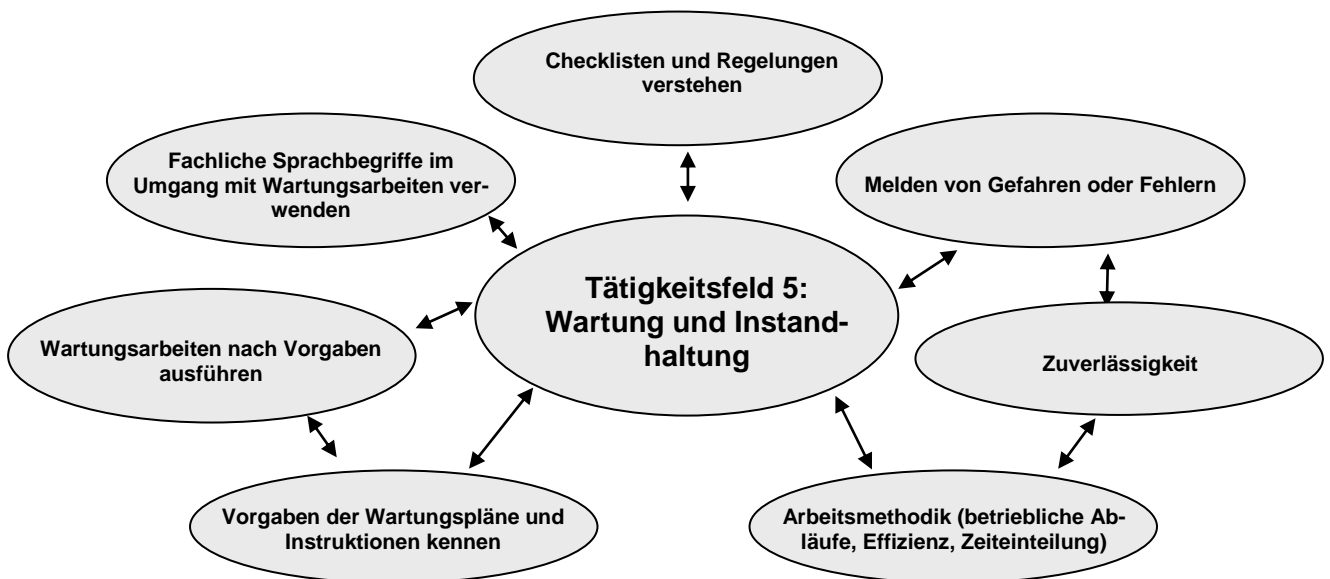 Checklisten und Regelungen
verstehen
Fachliche Sprachbegriffe im
Umgang mit Wartungsarbeiten ver-
wenden
Melden von Gefahren oder Fehlern
Tätigkeitsfeld 5:
Wartung und Instand-
haltung
Wartungsarbeiten nach Vorgaben
ausführen
Zuverlässigkeit
Vorgaben der Wartungspläne und
Instruktionen kennen
Arbeitsmethodik (betriebliche Ab-
läufe, Effizienz, Zeiteinteilung)